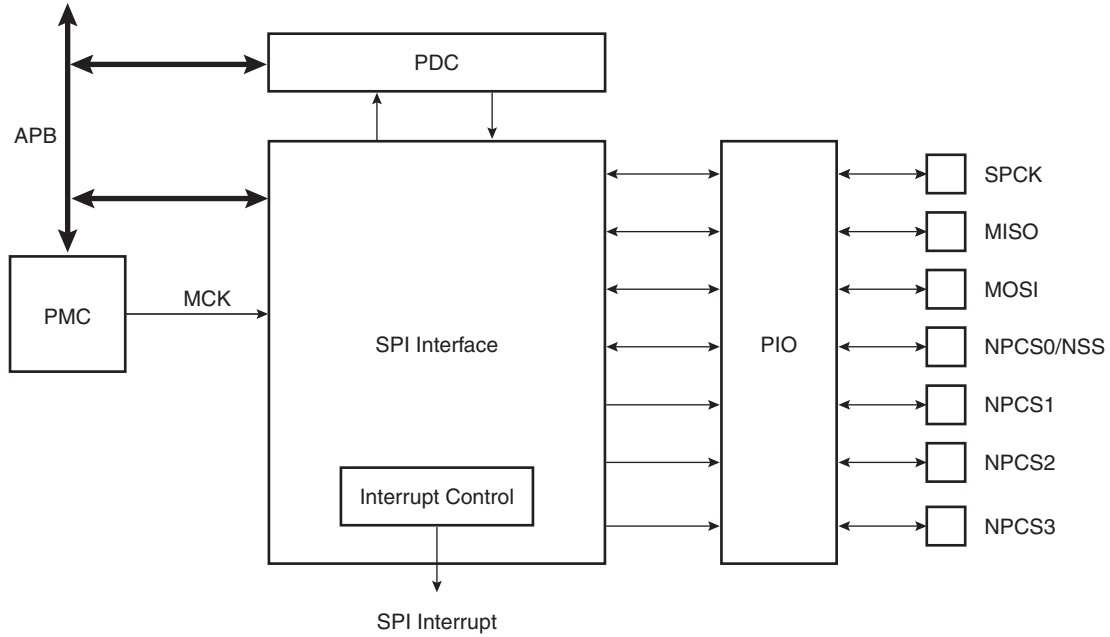 PDC
APB
SPCK
MISO
MCK
MOSI
PMC
SPI Interface
PIO
NPCS0/NSS
NPCS1
NPCS2
Interrupt Control
NPCS3
SPI Interrupt